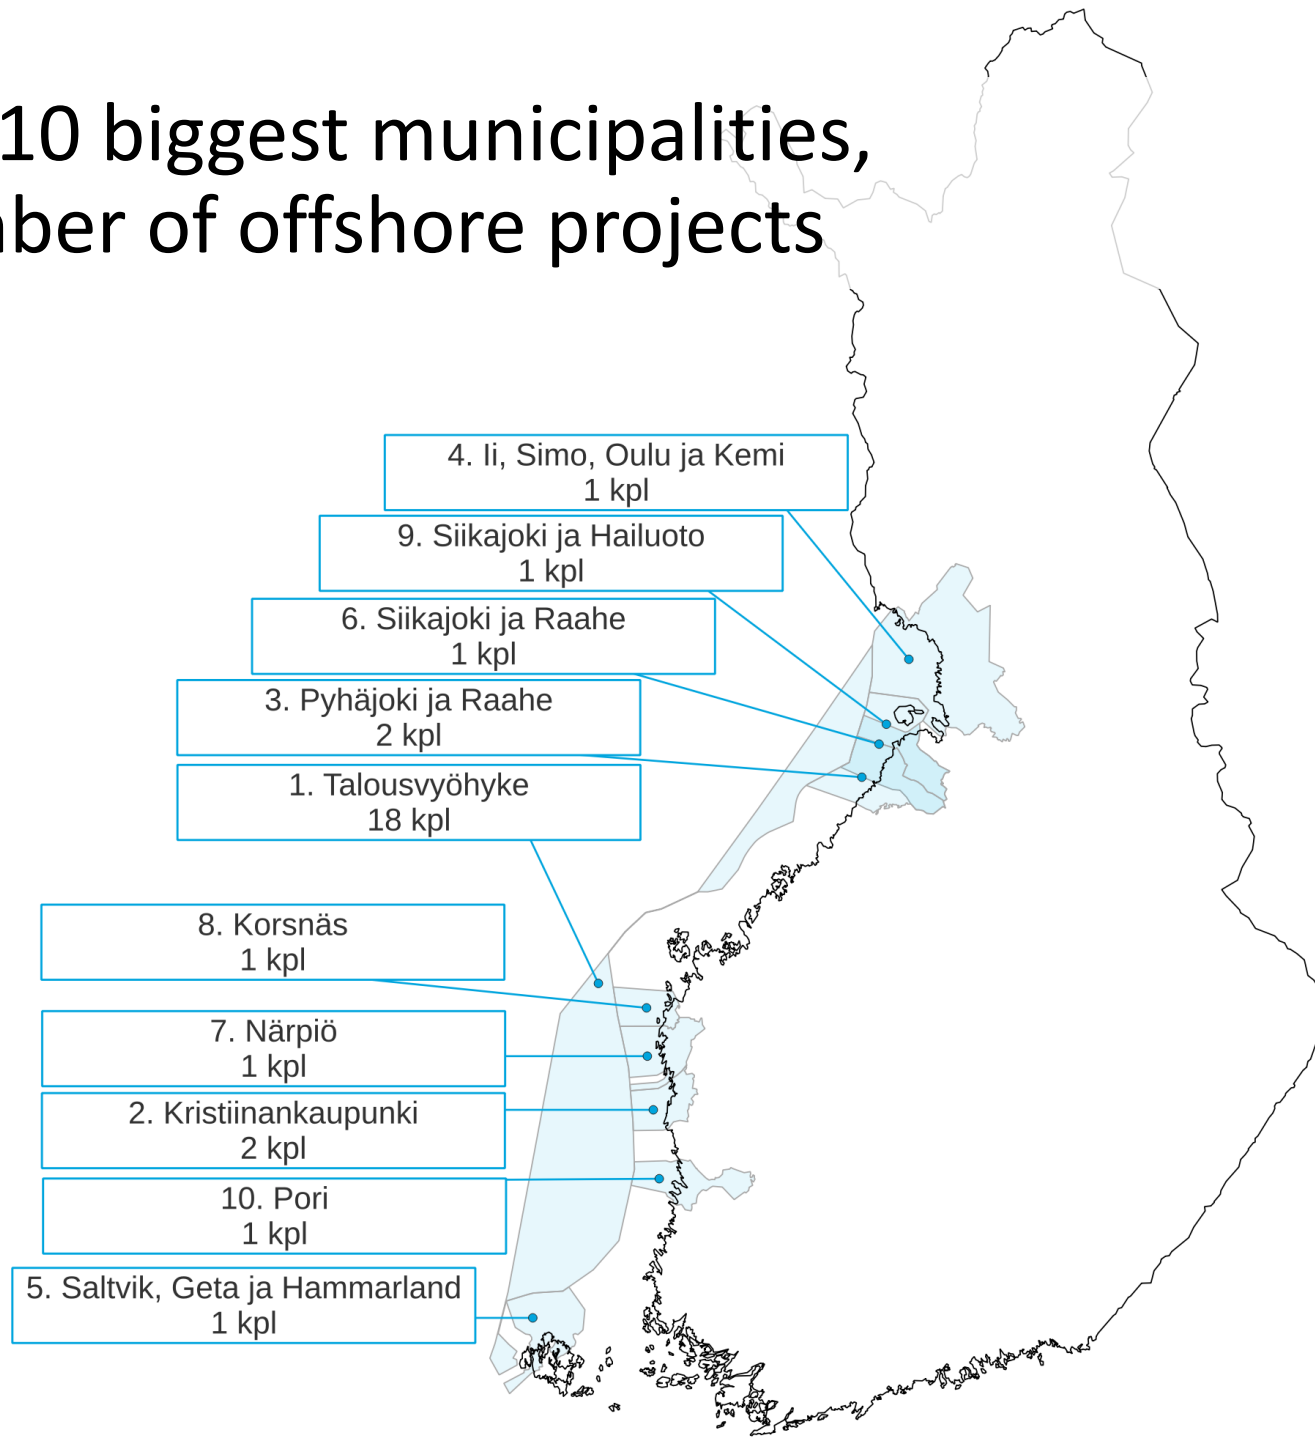 10 biggest municipalities,
of offshore projects
4. Ii, Simo, Oulu ja Kemi
1 kpl
9. Siikajoki ja Hailuoto
1 kpl
6. Siikajoki ja Raahe
1 kpl
3. Pyhäjoki ja Raahe
2 kpl
1. Talousvyöhyke
18 kpl
8. Korsnäs
1 kpl
7. Närpiö
1 kpl
2. Kristiinankaupunki
2 kpl
10. Pori
1 kpl
5. Saltvik, Geta ja Hammarland
1 kpl